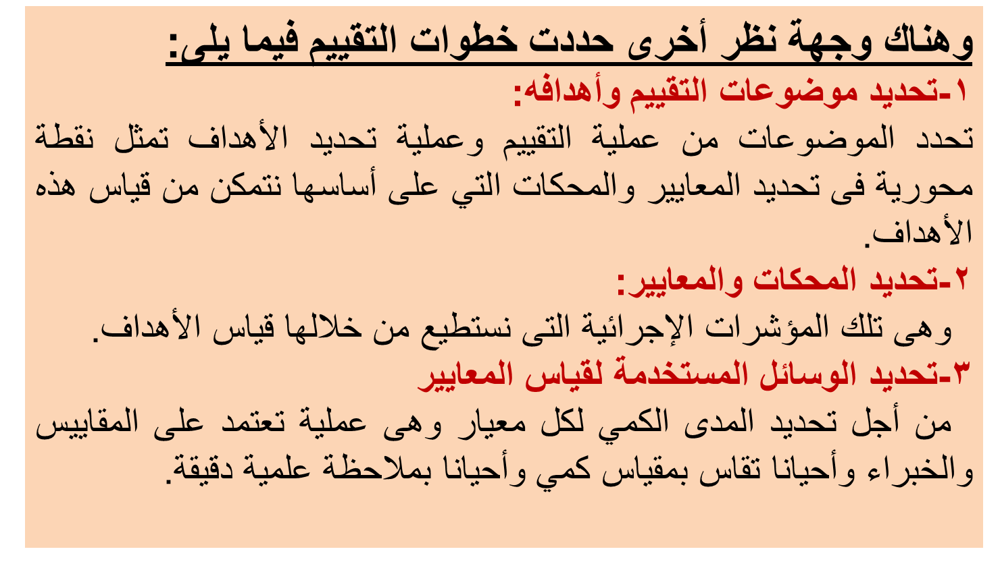 وهناك وجهة نظر أخرى حددت خطوات التقييم فيما يلى:
١-تحديد موضوعات التقييم وأهدافه:
تحدد الموضوعات من عملية التقييم وعملية تحديد الأهداف تمثل نقطة
محورية فى تحديد المعايير والمحكات التي على أساسها نتمكن من قياس هذه
الأهداف.
٢-تحديد المحكات والمعايير:
وهى تلك المؤشرات الإجرائية التى نستطيع من خلالها قياس الأهداف.
٣-تحديد الوسائل المستخدمة لقياس المعايير
من أجل تحديد المدى الكمي لكل معيار وهى عملية تعتمد على المقاييس
والخبراء وأحيانا تقاس بمقياس كمي وأحيانا بملاحظة علمية دقيقة.